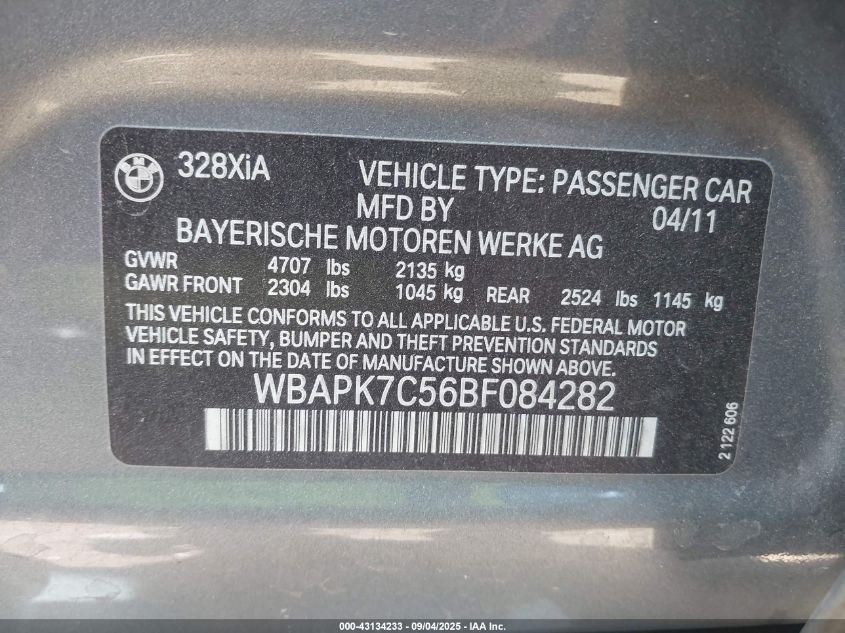 BMW
328XiA
VEHICLE TYPE: PASSENGER CAR
MFD BY 04/11
BAYERISCHE MOTOREN WERKE AG
GVWR 4707 lbs 2135 kg
GAWR FRONT 2304 lbs 1045 kg REAR 2524 lbs 1145 kg
THIS VEHICLE CONFORMS TO ALL APPLICABLE U.S. FEDERAL MOTOR
VEHICLE SAFETY, BUMPER AND THEFT PREVENTION STANDARDS
IN EFFECT ON THE DATE OF MANUFACTURE SHOWN ABOVE.
WBAPK7C56BF084282
2 122 606
000-43134233 - 09/04/2025 - IAA Inc.